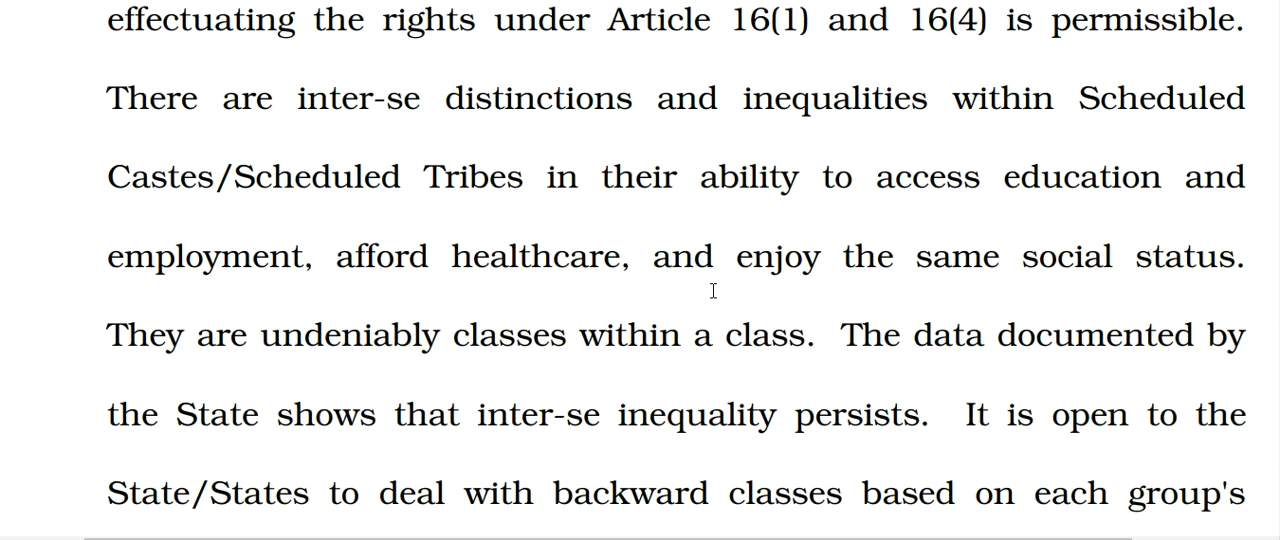 effectuating the rights under Article 16(1) and 16(4) is permissible.
There are inter-se distinctions and inequalities within Scheduled
Castes/Scheduled Tribes in their ability to access education and
employment, afford healthcare, and enjoy the same social status.
They are undeniably classes within a class. The data documented by
the State shows that inter-se inequality persists. It is open to the
State/States to deal with backward classes based on each group's